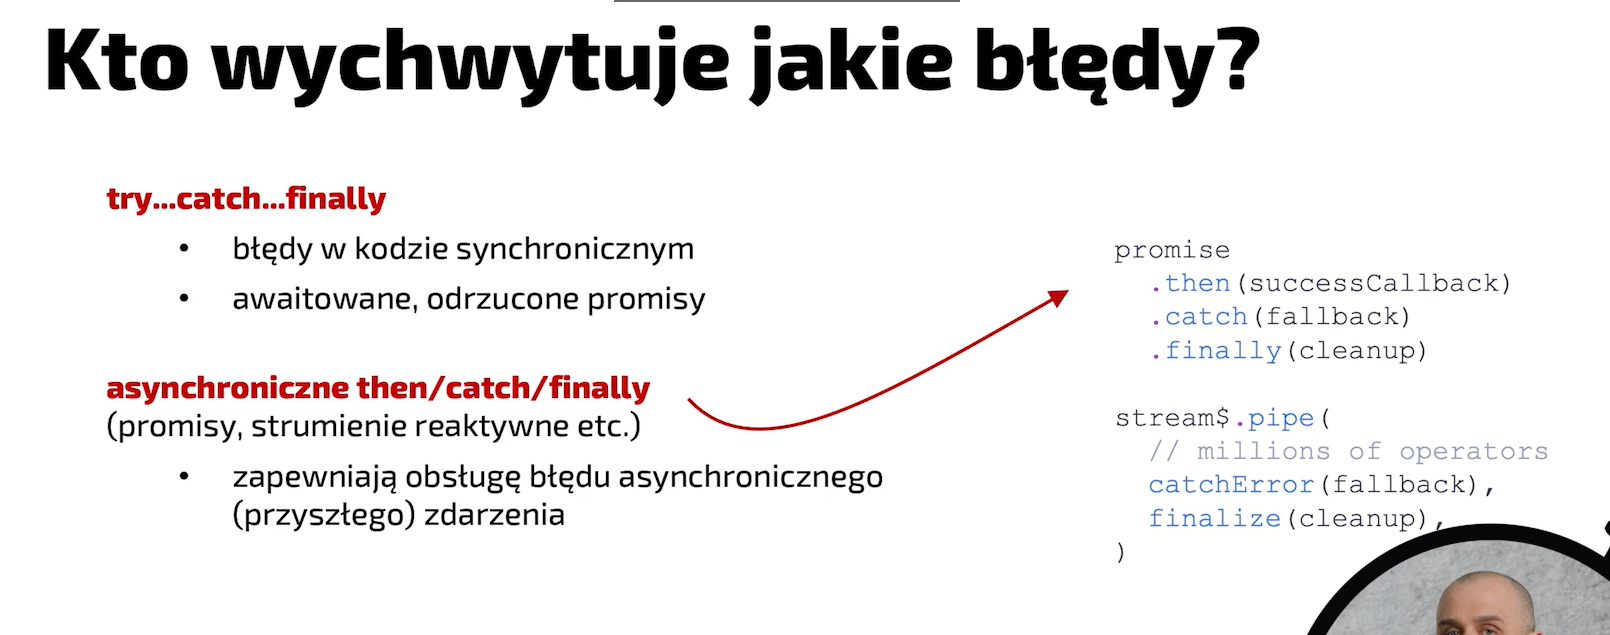 Kto wychwytuje jakie błędy?
try...catch...finally
• błędy w kodzie synchronicznym
• awaitowane, odrzucone promisy
asynchroniczne then/catch/finally
(promisy, strumienie reaktywne etc.)
• zapewniają obsługę błędu asynchronicznego
(przyszłego) zdarzenia
promise
  .then(successCallback)
  .catch(fallback)
  .finally(cleanup)
stream$.pipe(
  // millions of operators
  catchError(fallback),
  finalize(cleanup),
)